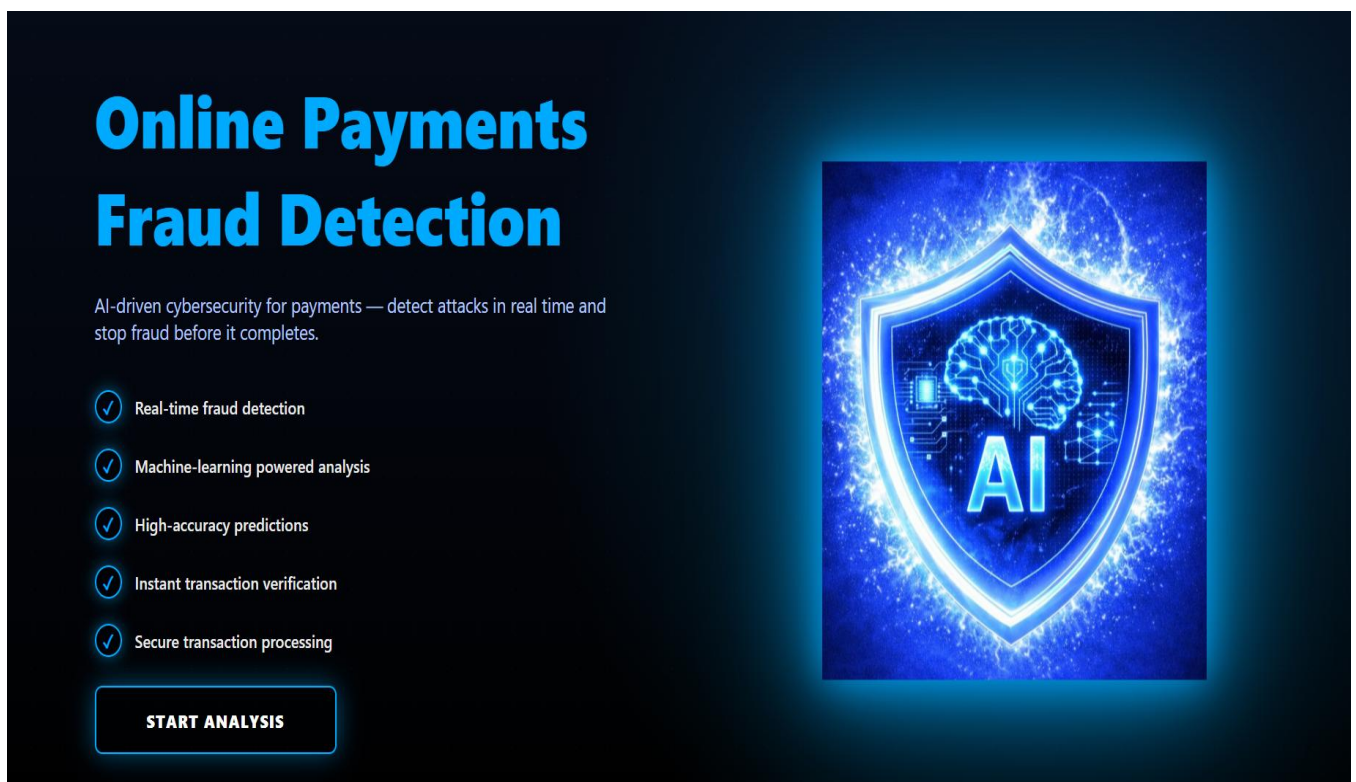 Online Payments
Fraud Detection
AI-driven cybersecurity for payments — detect attacks in real time and
stop fraud before it completes.
Real-time fraud detection
Machine-learning powered analysis
High-accuracy predictions
Instant transaction verification
Secure transaction processing
START ANALYSIS
AI